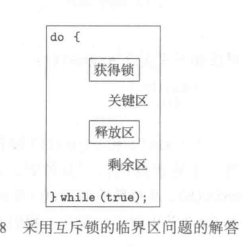 do {
获得锁
关键区
释放区
剩余区
} while (true);
8 采用互斥锁的临界区问题的解答